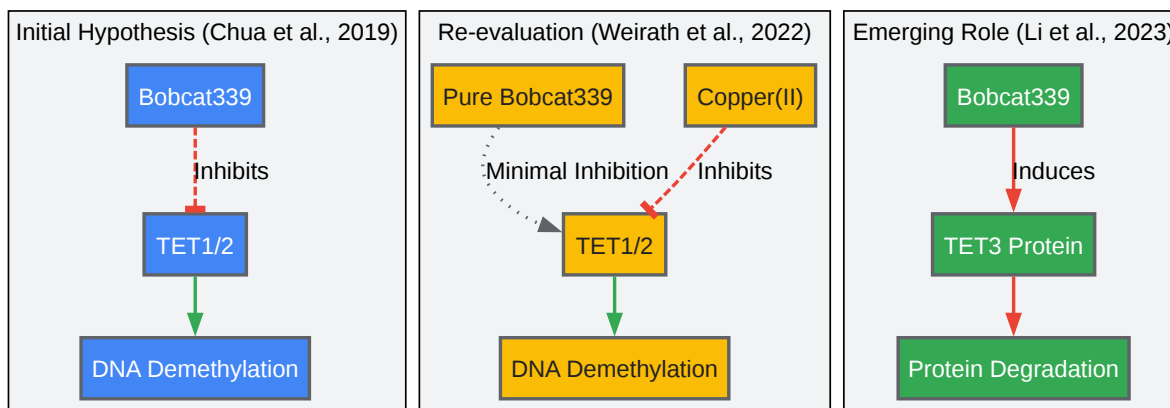 Initial Hypothesis (Chua et al., 2019)
Bobcat339
Inhibits
TET1/2
DNA Demethylation
Re-evaluation (Weirath et al., 2022)
Pure Bobcat339
Copper(II)
Minimal Inhibition
Inhibits
TET1/2
DNA Demethylation
Emerging Role (Li et al., 2023)
Bobcat339
Induces
TET3 Protein
Protein Degradation